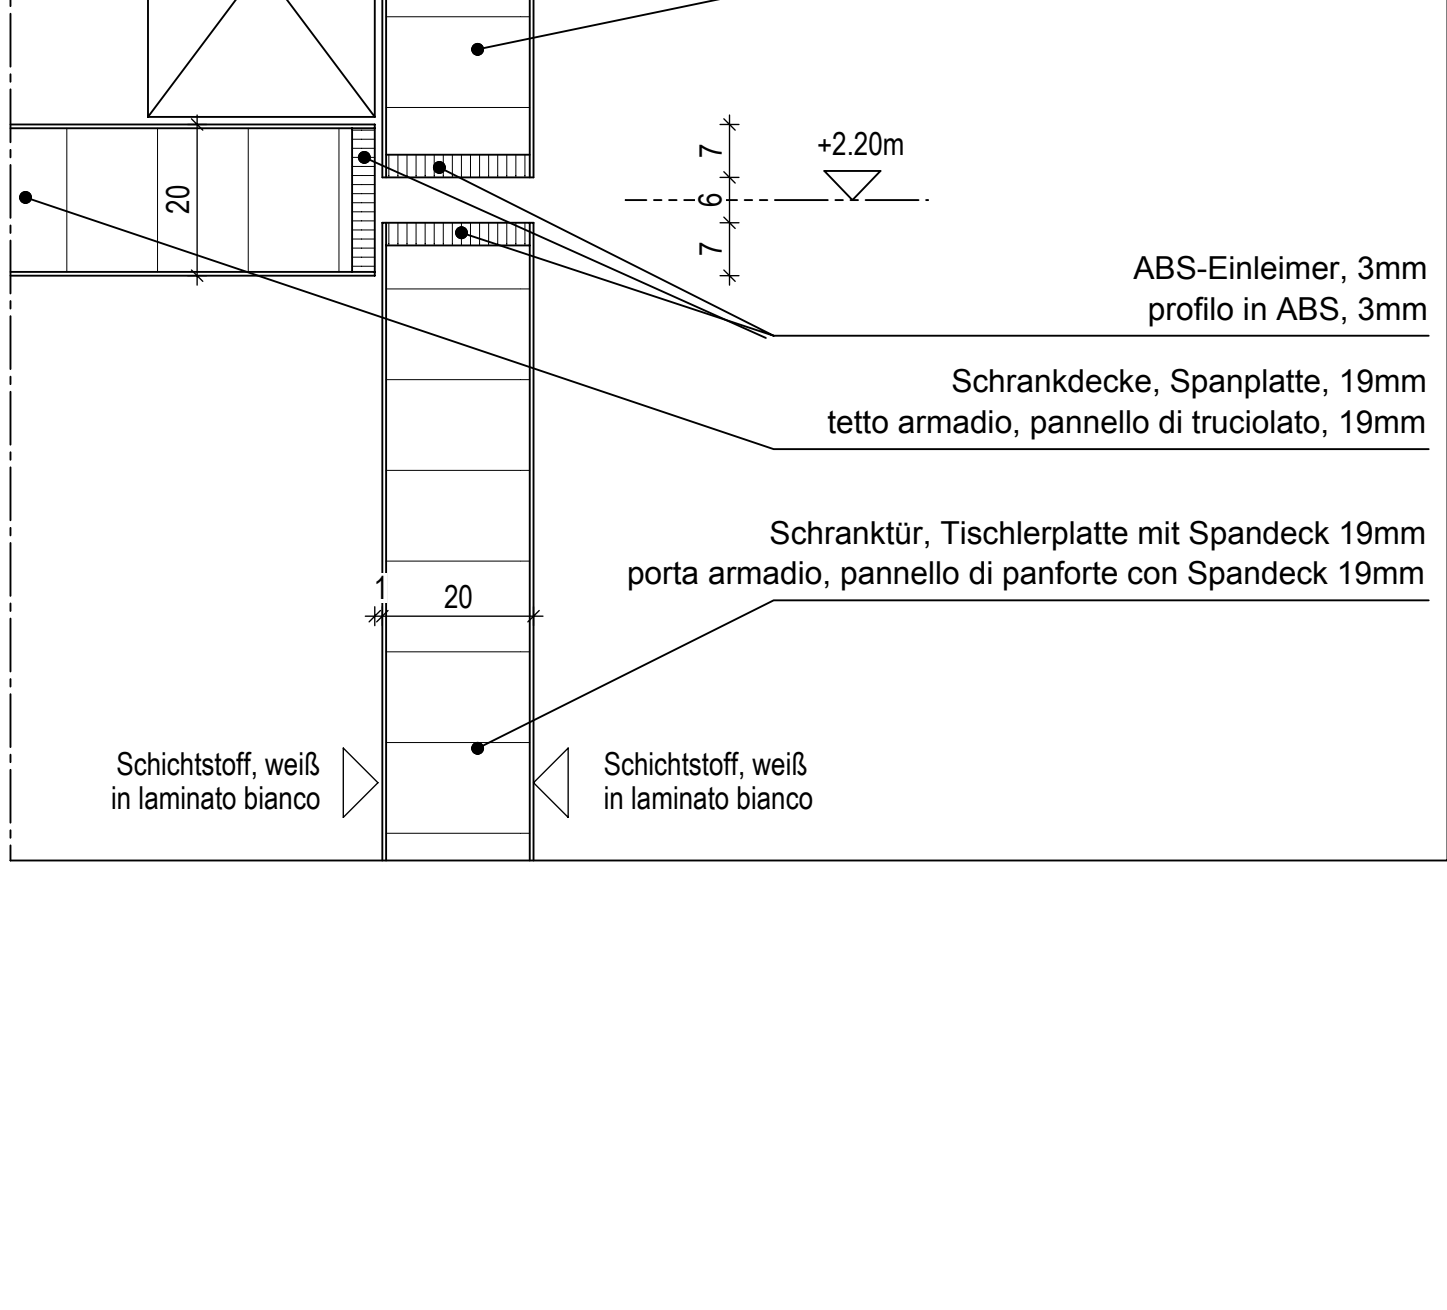 +2.20m
7
6
7
20
ABS-Einleimer, 3mm
profilo in ABS, 3mm
Schrankdecke, Spanplatte, 19mm
tetto armadio, pannello di truciolato, 19mm
Schranktür, Tischlerplatte mit Spandeck 19mm
porta armadio, pannello di panforte con Spandeck 19mm
1
20
Schichtstoff, weiß
in laminato bianco
Schichtstoff, weiß
in laminato bianco